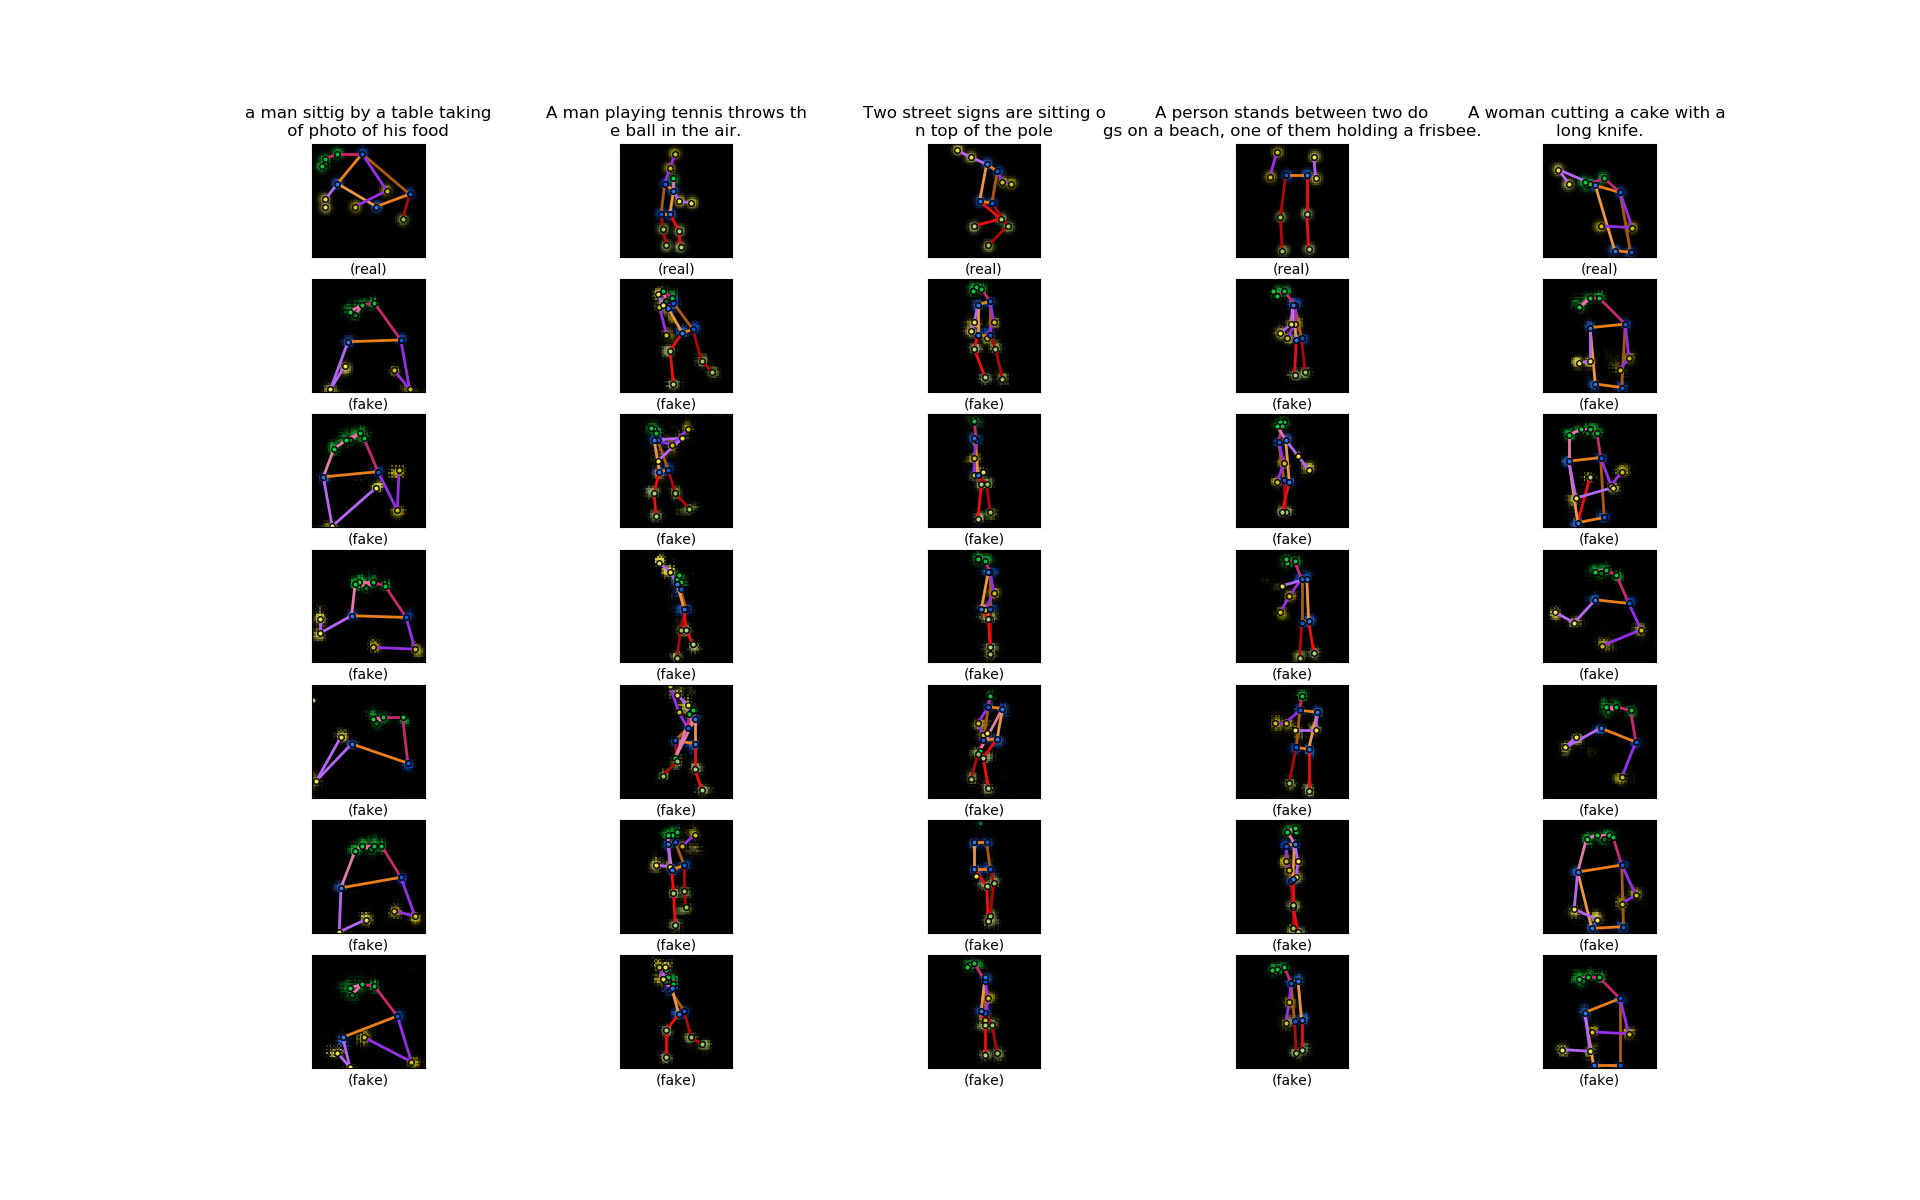 a man sittig by a table taking
of photo of his food
A man playing tennis throws th
e ball in the air.
Two street signs are sitting o
n top of the pole
A person stands between two do
gs on a beach, one of them holding a frisbee.
A woman cutting a cake with a
long knife.
(real) (real) (real) (real) (real)
(fake) (fake) (fake) (fake) (fake)
(fake) (fake) (fake) (fake) (fake)
(fake) (fake) (fake) (fake) (fake)
(fake) (fake) (fake) (fake) (fake)
(fake) (fake) (fake) (fake) (fake)
(fake) (fake) (fake) (fake) (fake)